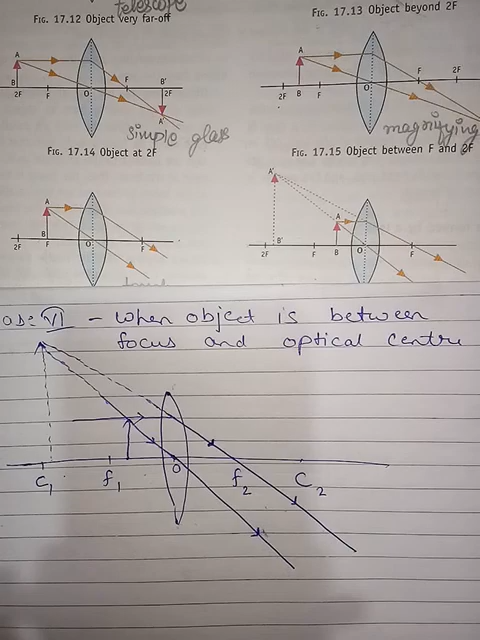 telescope
FIG. 17.12 Object very far-off
FIG. 17.13 Object beyond 2F
A
B
2F
F
O
F
B'
2F
A'
A
2F
B
F
O
F
2F
simple glass
magnifying
FIG. 17.14 Object at 2F
FIG. 17.15 Object between F and 2F
A
2F
B
F
O
F
A'
B'
F
A
B
O
F
2F
VI - When object is between
focus and optical centre
C1
f1
O
f2
C2